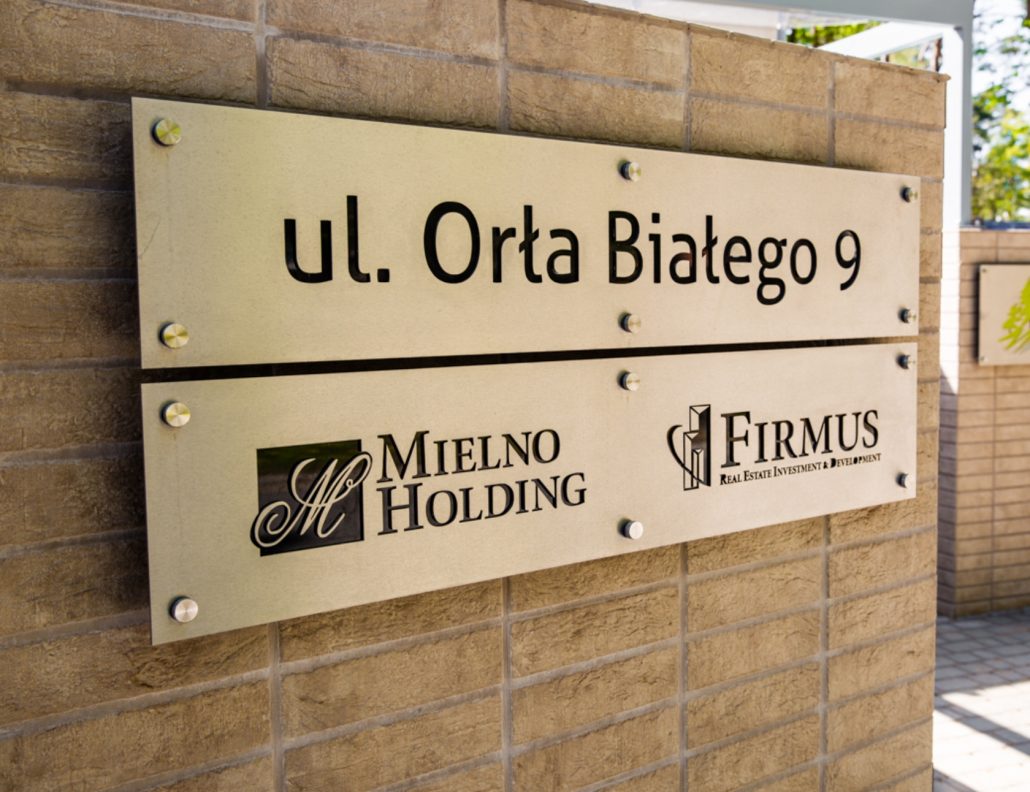 ul. Orła Białego 9
M MIELNO
HOLDING
FIRMUS
REAL ESTATE INVESTMENT & DEVELOPMENT